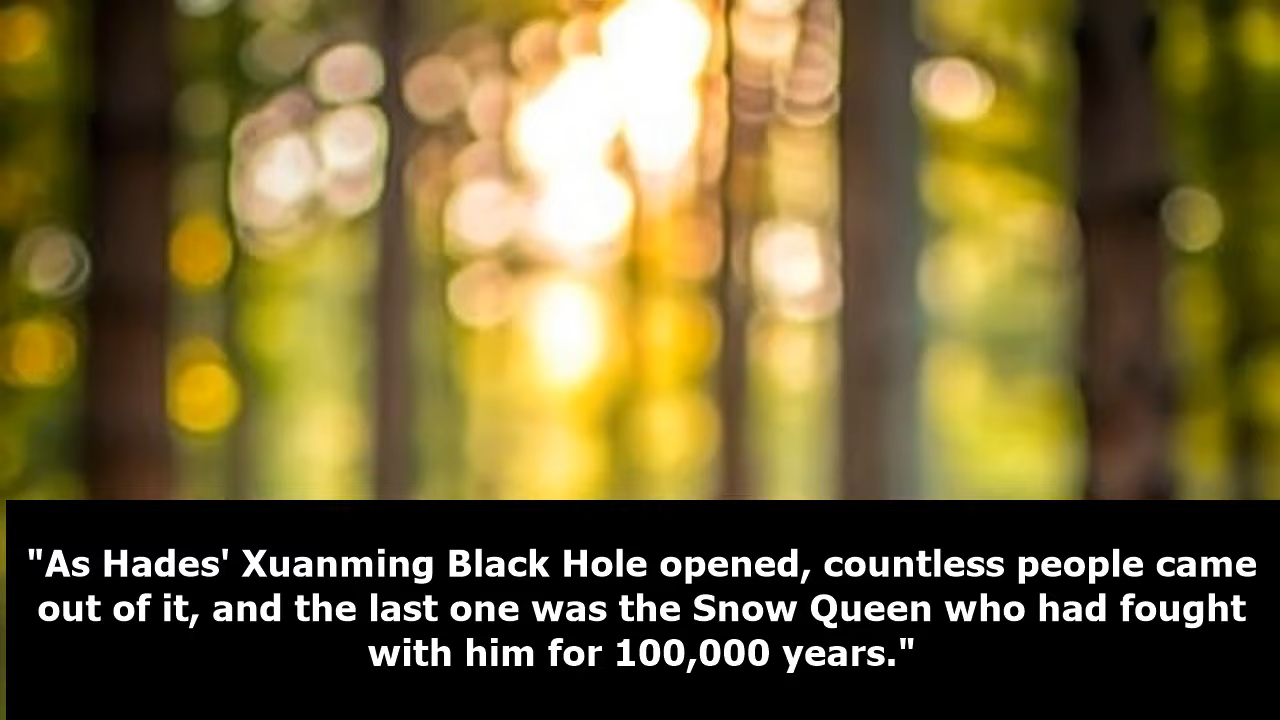 "As Hades' Xuanming Black Hole opened, countless people came
out of it, and the last one was the Snow Queen who had fought
with him for 100,000 years."